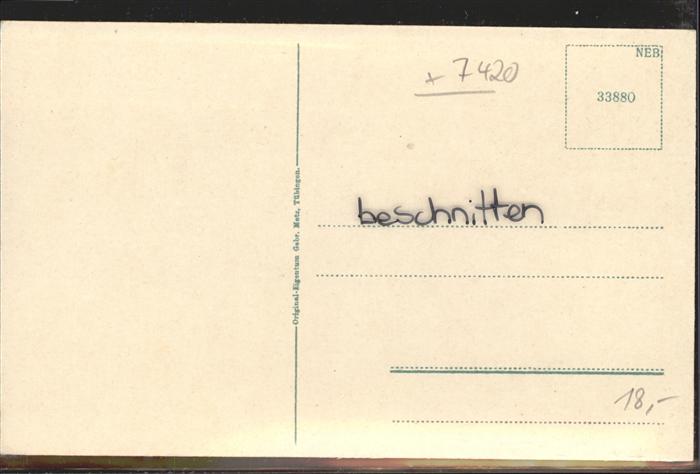 + 7420
NEB
33880
Original-Eigentum Gebr. Metz, Tübingen.
beschnitten
18,-